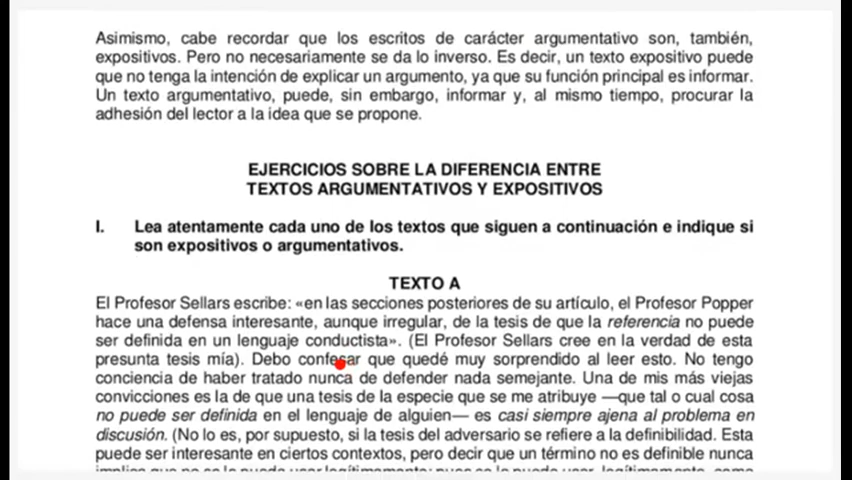 Asimismo, cabe recordar que los escritos de carácter argumentativo son, también,
expositivos. Pero no necesariamente se da lo inverso. Es decir, un texto expositivo puede
que no tenga la intención de explicar un argumento, ya que su función principal es informar.
Un texto argumentativo, puede, sin embargo, informar y, al mismo tiempo, procurar la
adhesión del lector a la idea que se propone.
EJERCICIOS SOBRE LA DIFERENCIA ENTRE
TEXTOS ARGUMENTATIVOS Y EXPOSITIVOS
I. Lea atentamente cada uno de los textos que siguen a continuación e indique si
son expositivos o argumentativos.
TEXTO A
El Profesor Sellars escribe: «en las secciones posteriores de su artículo, el Profesor Popper
hace una defensa interesante, aunque irregular, de la tesis de que la referencia no puede
ser definida en un lenguaje conductista». (El Profesor Sellars cree en la verdad de esta
presunta tesis mía). Debo confesar que quedé muy sorprendido al leer esto. No tengo
conciencia de haber tratado nunca de defender nada semejante. Una de mis más viejas
convicciones es la de que una tesis de la especie que se me atribuye —que tal o cual cosa
no puede ser definida en el lenguaje de alguien— es casi siempre ajena al problema en
discusión. (No lo es, por supuesto, si la tesis del adversario se refiere a la definibilidad. Esta
puede ser interesante en ciertos contextos, pero decir que un término no es definible nunca